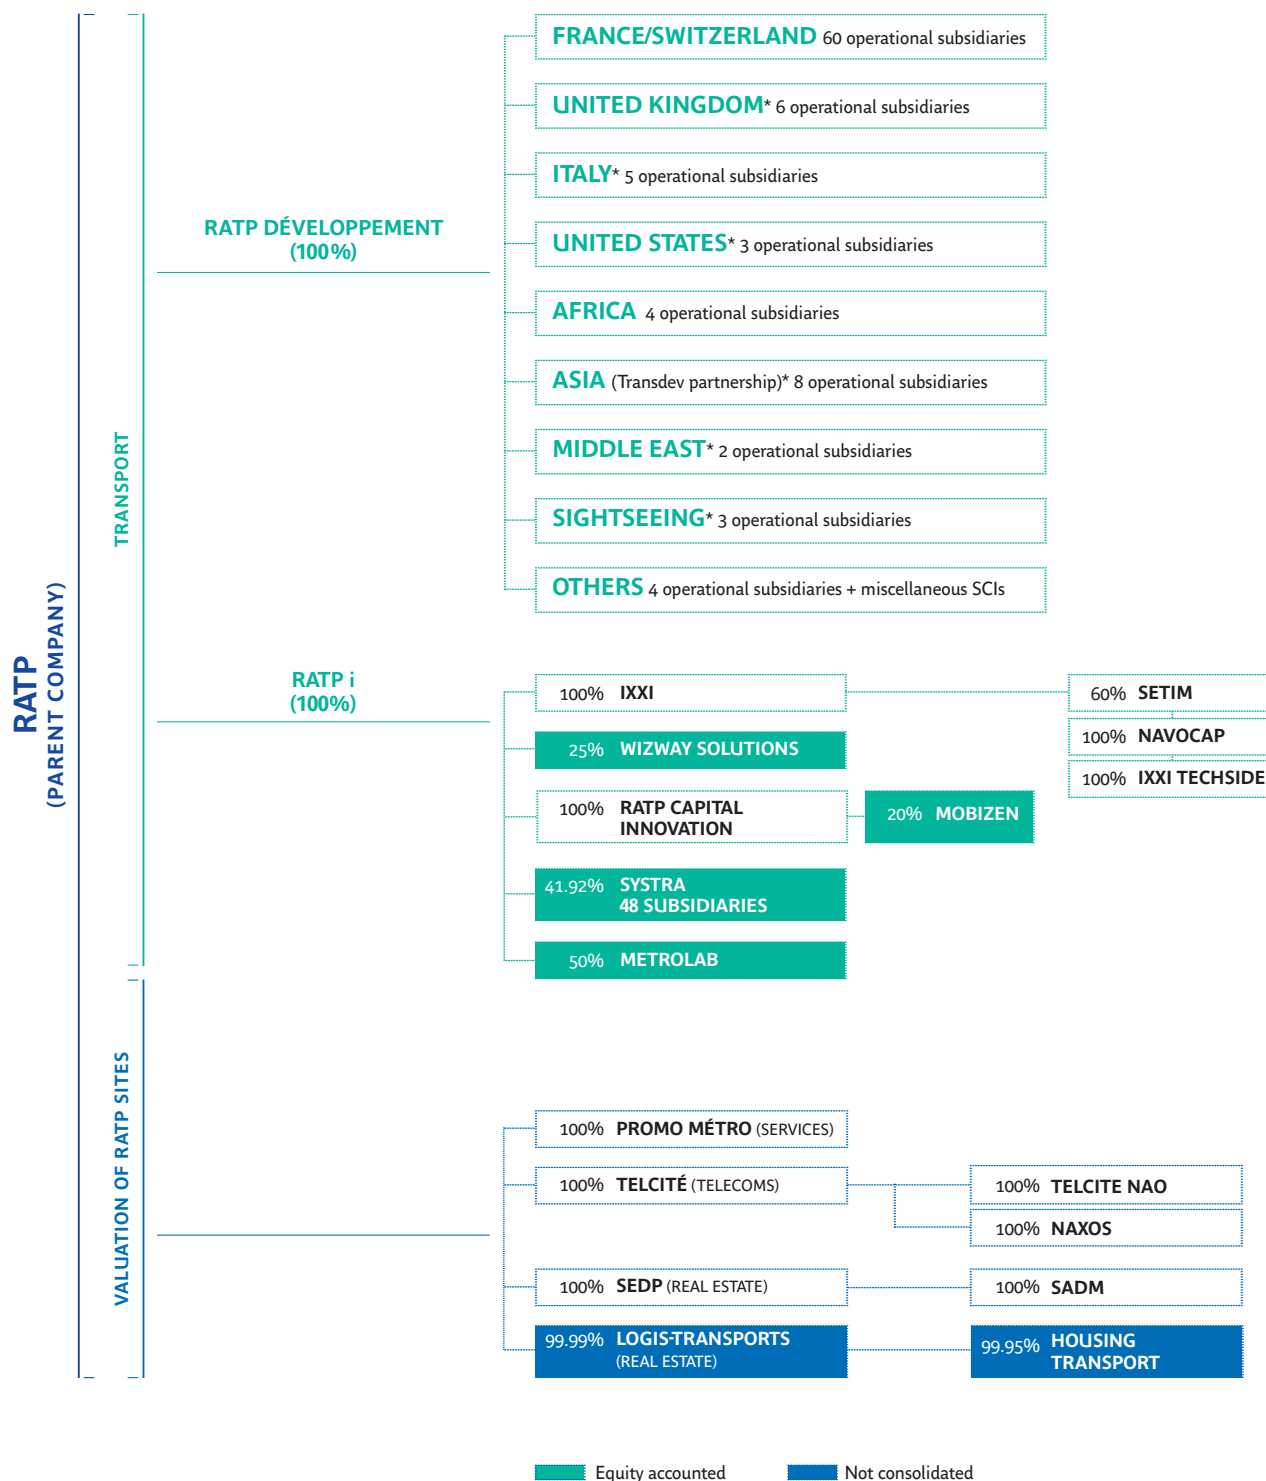 RATP
(PARENT COMPANY)
TRANSPORT
RATP DÉVELOPPEMENT
(100%)
FRANCE/SWITZERLAND 60 operational subsidiaries
UNITED KINGDOM* 6 operational subsidiaries
ITALY* 5 operational subsidiaries
UNITED STATES* 3 operational subsidiaries
AFRICA 4 operational subsidiaries
ASIA (Transdev partnership)* 8 operational subsidiaries
MIDDLE EAST* 2 operational subsidiaries
SIGHTSEEING* 3 operational subsidiaries
OTHERS 4 operational subsidiaries + miscellaneous SCIs
RATP i
(100%)
100% IXXI
60% SETIM
100% NAVOCAP
100% IXXI TECHSIDE
25% WIZWAY SOLUTIONS
100% RATP CAPITAL
INNOVATION
20% MOBIZEN
41.92% SYSTRA
48 SUBSIDIARIES
50% METROLAB
VALUATION OF RATP SITES
100% PROMO MÉTRO (SERVICES)
100% TELCITÉ (TELECOMS)
100% TELCITE NAO
100% NAXOS
100% SEDP (REAL ESTATE)
100% SADM
99.99% LOGIS-TRANSPORTS
(REAL ESTATE)
99.95% HOUSING
TRANSPORT
Equity accounted
Not consolidated